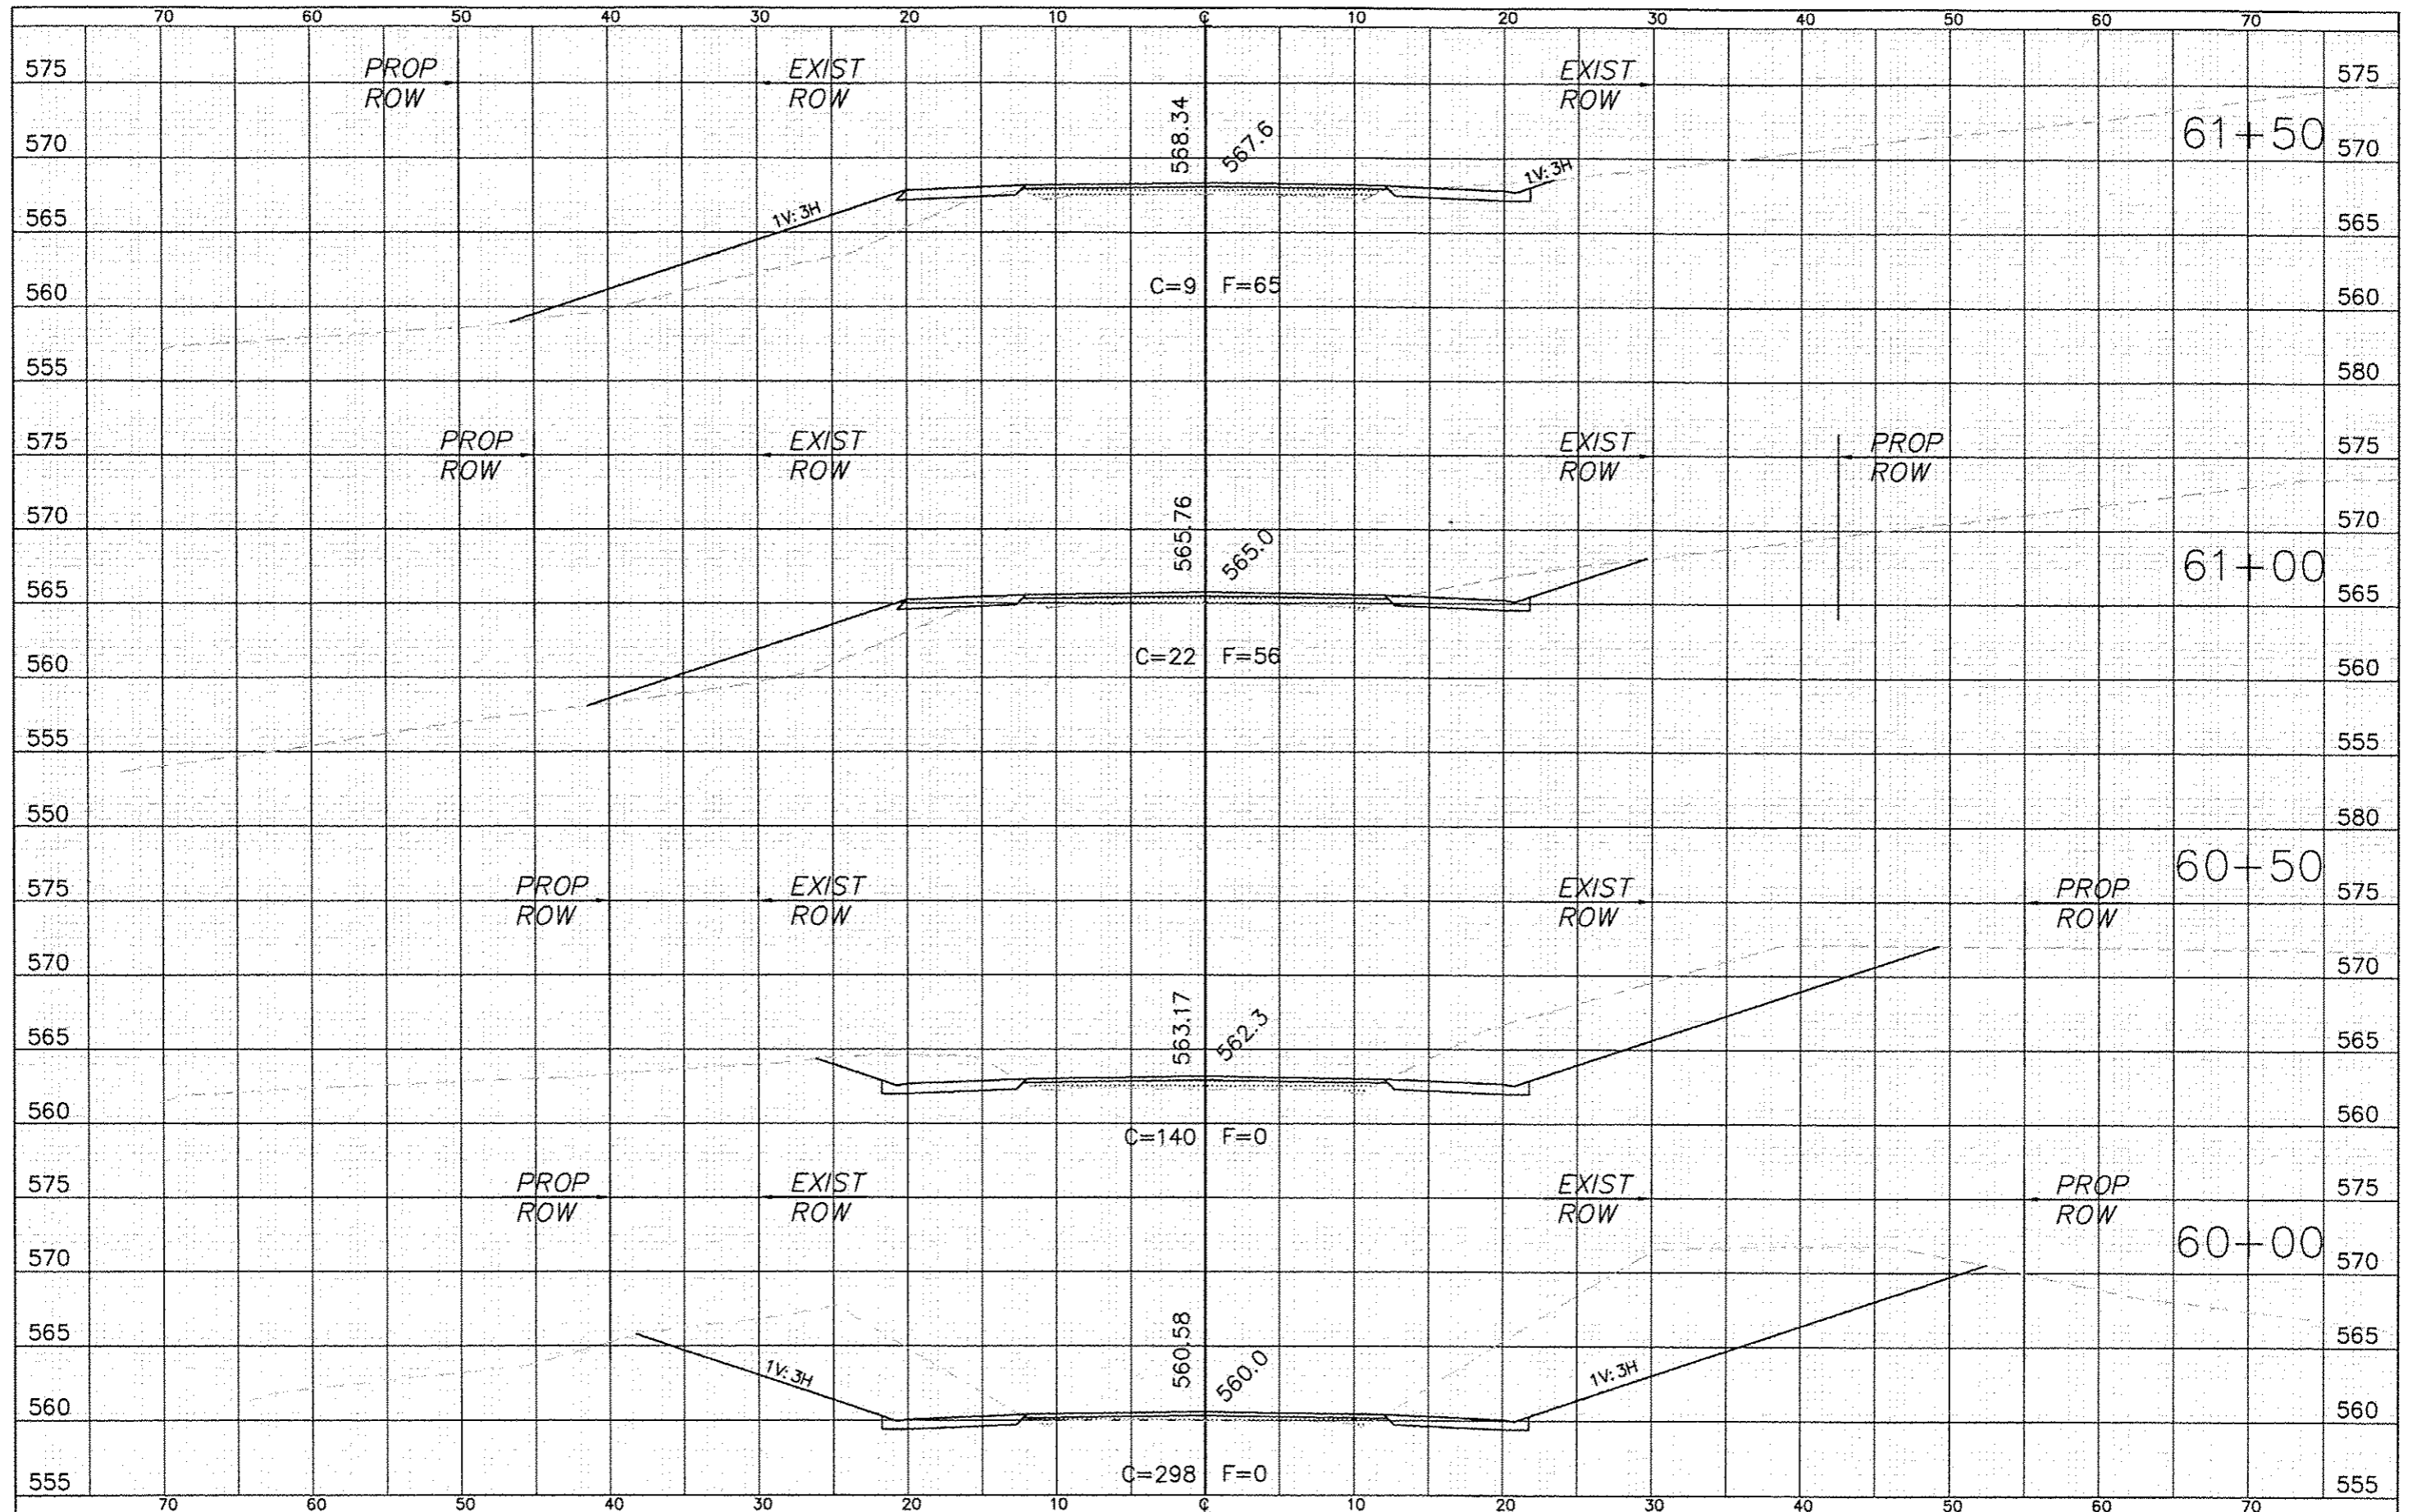 70 60 50 40 30 20 10 ℄ 10 20 30 40 50 60 70
575 PROP ROW EXIST ROW EXIST ROW 575
568.34 567.6
61+50
570 1V:3H 570
565 1V:3H 565
560 C=9 F=65 560
555 580
575 PROP ROW EXIST ROW EXIST ROW PROP ROW 575
570 565.76 565.0 570
61+00
565 565
560 C=22 F=56 560
555 555
550 580
60+50
575 PROP ROW EXIST ROW EXIST ROW PROP ROW 575
570 570
563.17 562.3
565 565
560 C=140 F=0 560
575 PROP ROW EXIST ROW EXIST ROW PROP ROW 575
60+00
570 570
565 560.58 560.0 565
1V:3H 1V:3H
560 560
C=298 F=0
555 555
70 60 50 40 30 20 10 ℄ 10 20 30 40 50 60 70